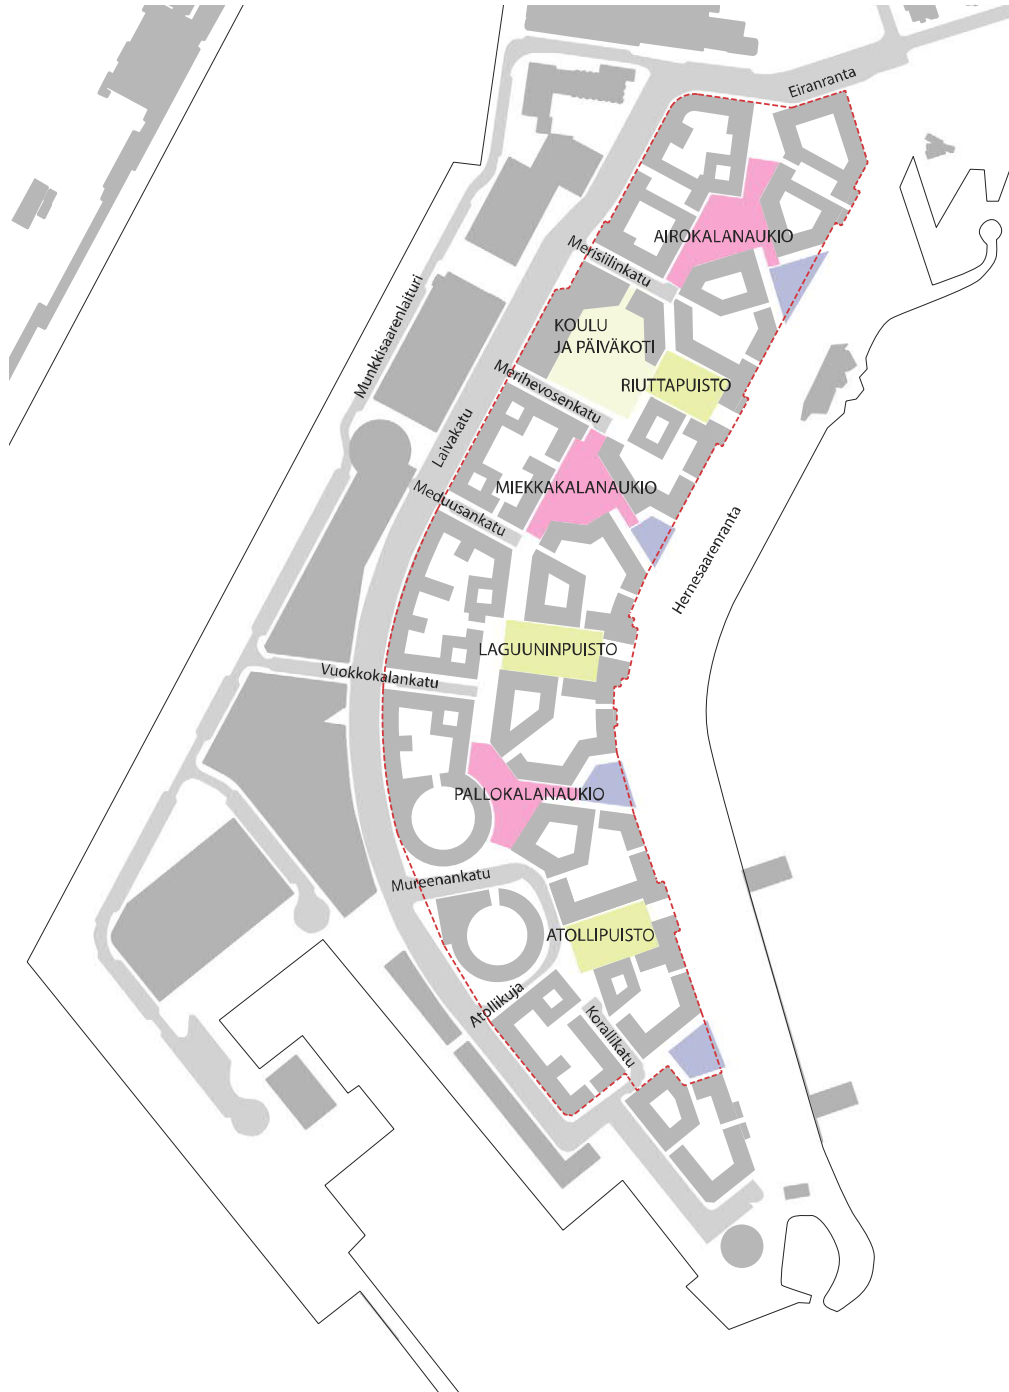 Eiranranta
AIROKALANAUKIO
Merisiilinkatu
Munkkisaarenlaituri
KOULU
JA PÄIVÄKOTI
RIUTTAPUISTO
Merihevosenkatu
Laivakatu
MIEKKAKALANAUKIO
Meduusankatu
Hernesaarenranta
LAGUUNINPUISTO
Vuokkokalankatu
PALLOKALANAUKIO
Mureenankatu
ATOLLIPUISTO
Atollikuja
Korallikatu